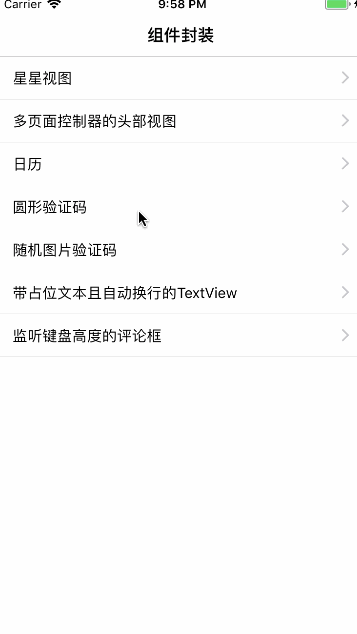 Carrier 9:58 PM
组件封装
星星视图
多页面控制器的头部视图
日历
圆形验证码
随机图片验证码
带占位文本且自动换行的TextView
监听键盘高度的评论框